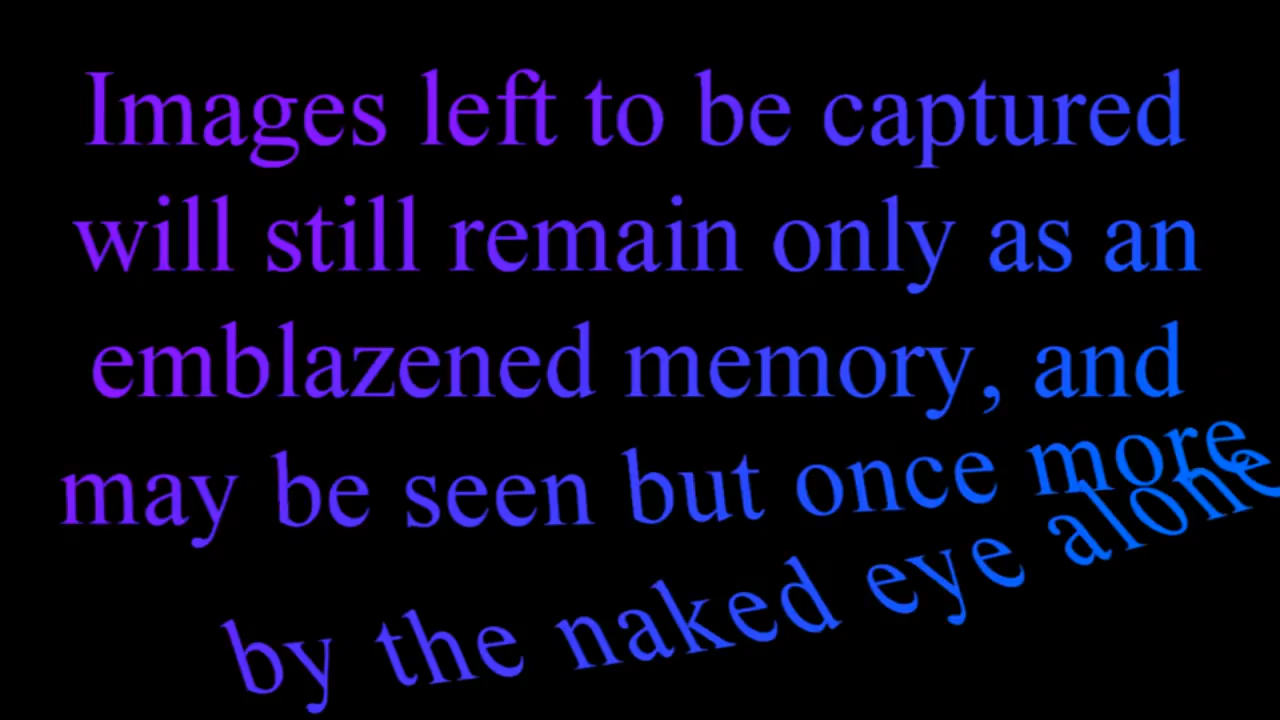 Images left to be captured
will still remain only as an
emblazened memory, and
may be seen but once more
by the naked eye alone